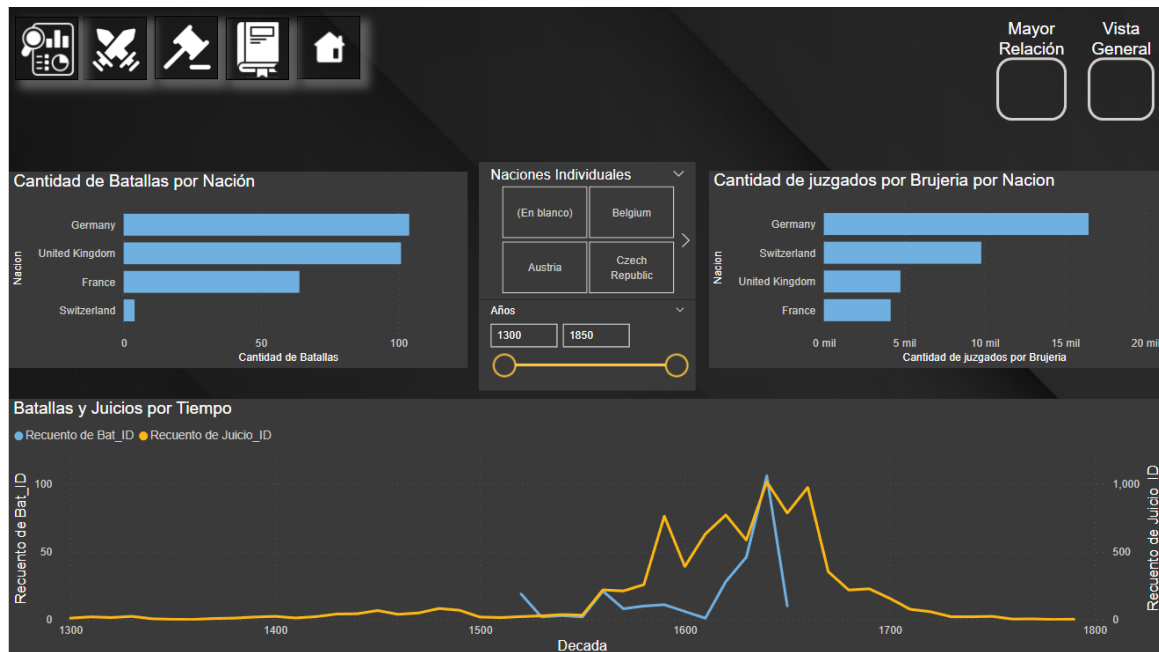 Mayor
Relación
Vista
General
Cantidad de Batallas por Nación
Nacion
Germany
United Kingdom
France
Switzerland
0
50
100
Cantidad de Batallas
Naciones Individuales
(En blanco)
Belgium
Austria
Czech
Republic
Años
1300
1850
Cantidad de juzgados por Brujeria por Nacion
Nacion
Germany
Switzerland
United Kingdom
France
0 mil
5 mil
10 mil
15 mil
20 mil
Cantidad de juzgados por Brujeria
Batallas y Juicios por Tiempo
Recuento de Bat_ID
Recuento de Juicio_ID
Recuento de Bat_ID
100
50
0
1,000
500
0
Recuento de Juicio_ID
1300
1400
1500
1600
1700
1800
Decada